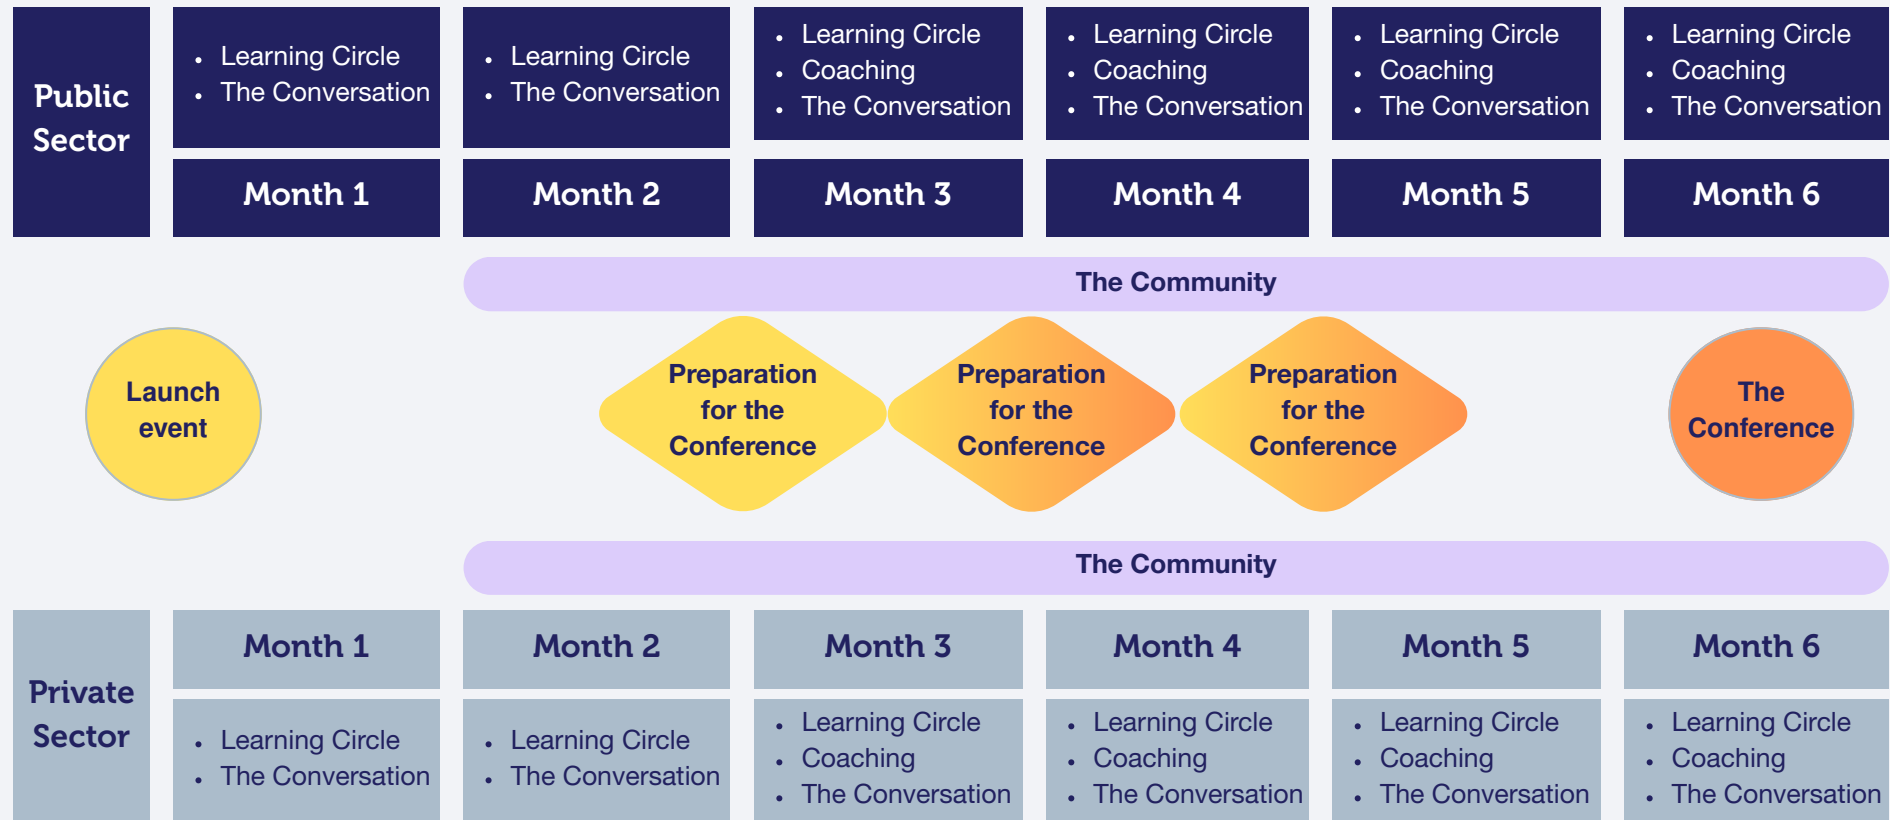 Public
Sector
• Learning Circle
• The Conversation
• Learning Circle
• The Conversation
• Learning Circle
• Coaching
• The Conversation
• Learning Circle
• Coaching
• The Conversation
• Learning Circle
• Coaching
• The Conversation
• Learning Circle
• Coaching
• The Conversation
Month 1
Month 2
Month 3
Month 4
Month 5
Month 6
The Community
Launch
event
Preparation
for the
Conference
Preparation
for the
Conference
Preparation
for the
Conference
The
Conference
The Community
Private
Sector
Month 1
Month 2
Month 3
Month 4
Month 5
Month 6
• Learning Circle
• The Conversation
• Learning Circle
• The Conversation
• Learning Circle
• Coaching
• The Conversation
• Learning Circle
• Coaching
• The Conversation
• Learning Circle
• Coaching
• The Conversation
• Learning Circle
• Coaching
• The Conversation